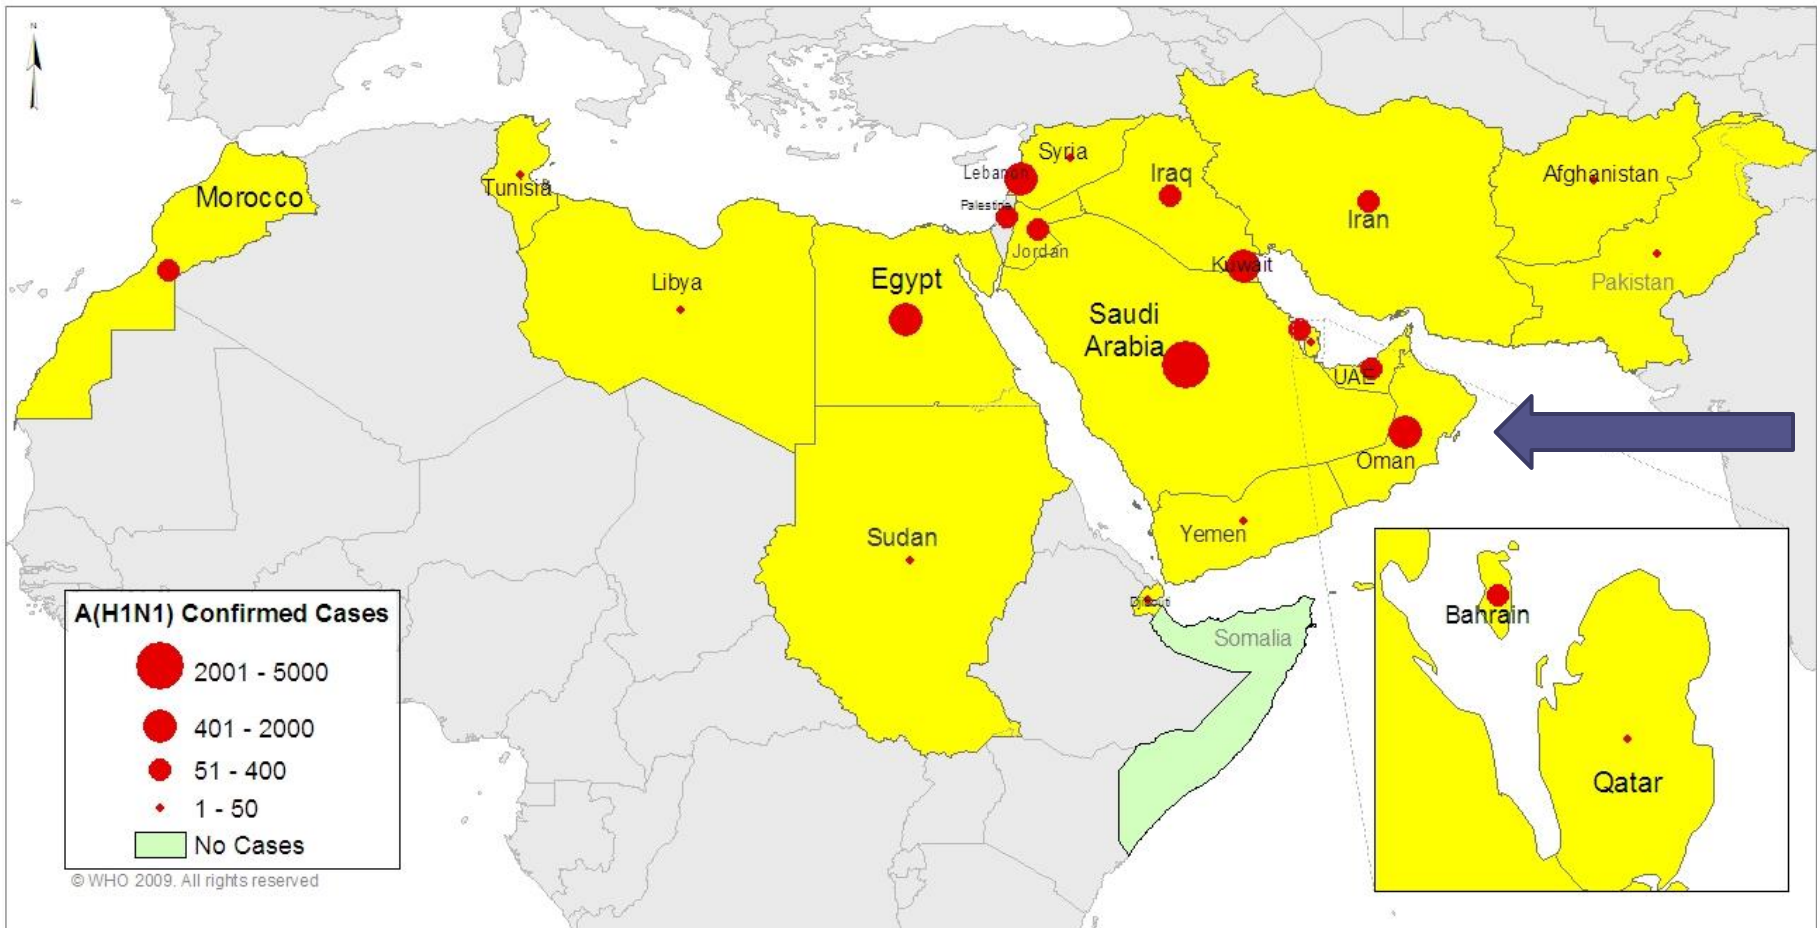 N
Morocco
Tunisia
Libya
Egypt
Sudan
Lebanon
Syria
Palestine
Jordan
Iraq
Kuwait
Iran
Afghanistan
Pakistan
Saudi
Arabia
UAE
Oman
Yemen
Djibouti
Somalia
A(H1N1) Confirmed Cases
2001 - 5000
401 - 2000
51 - 400
1 - 50
No Cases
© WHO 2009. All rights reserved
Bahrain
Qatar